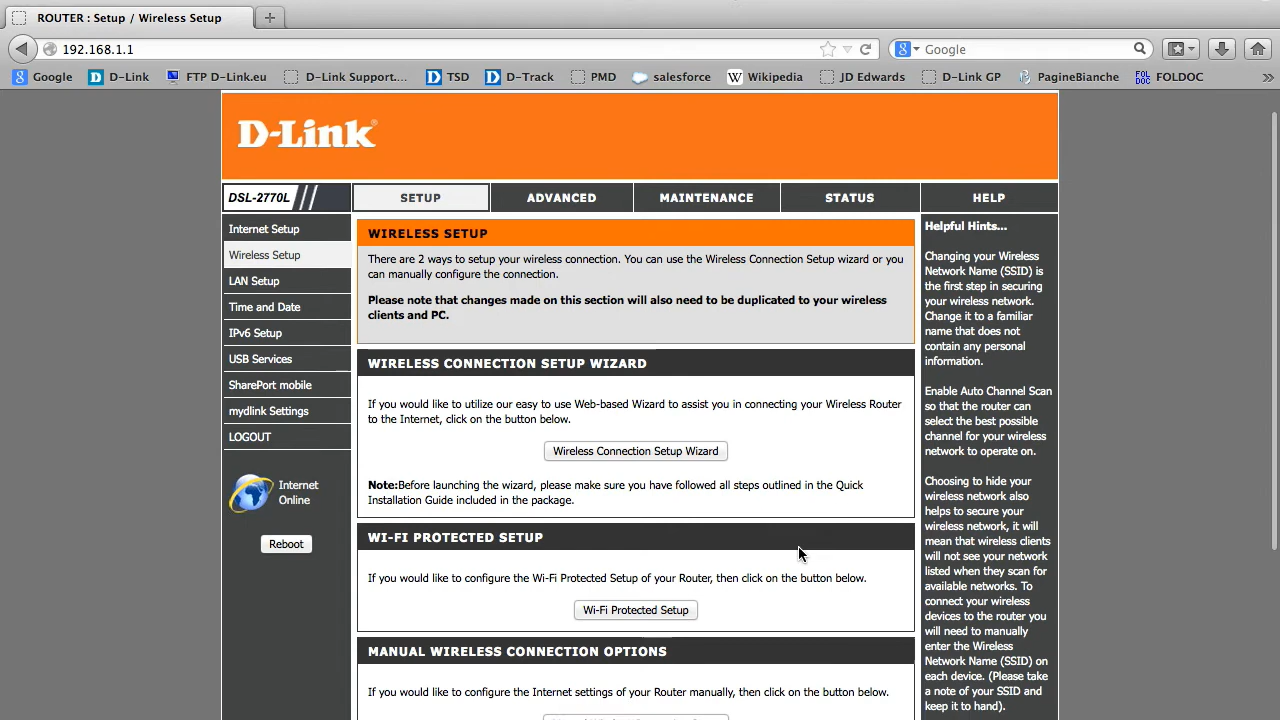 ROUTER : Setup / Wireless Setup
192.168.1.1
Google
Google
D-Link
FTP D-Link.eu
D-Link Support....
TSD
D-Track
PMD
salesforce
Wikipedia
JD Edwards
D-Link GP
PagineBianche
FOLDOC
D-Link®
DSL-2770L
SETUP
ADVANCED
MAINTENANCE
STATUS
HELP
Internet Setup
Wireless Setup
LAN Setup
Time and Date
IPv6 Setup
USB Services
SharePort mobile
mydlink Settings
LOGOUT
Internet
Online
Reboot
WIRELESS SETUP
There are 2 ways to setup your wireless connection. You can use the Wireless Connection Setup wizard or you
can manually configure the connection.
Please note that changes made on this section will also need to be duplicated to your wireless
clients and PC.
WIRELESS CONNECTION SETUP WIZARD
If you would like to utilize our easy to use Web-based Wizard to assist you in connecting your Wireless Router
to the Internet, click on the button below.
Wireless Connection Setup Wizard
Note:Before launching the wizard, please make sure you have followed all steps outlined in the Quick
Installation Guide included in the package.
WI-FI PROTECTED SETUP
If you would like to configure the Wi-Fi Protected Setup of your Router, then click on the button below.
Wi-Fi Protected Setup
MANUAL WIRELESS CONNECTION OPTIONS
If you would like to configure the Internet settings of your Router manually, then click on the button below.
Helpful Hints...
Changing your Wireless
Network Name (SSID) is
the first step in securing
your wireless network.
Change it to a familiar
name that does not
contain any personal
information.
Enable Auto Channel Scan
so that the router can
select the best possible
channel for your wireless
network to operate on.
Choosing to hide your
wireless network also
helps to secure your
wireless network, it will
mean that wireless clients
will not see your network
listed when they scan for
available networks. To
connect your wireless
devices to the router you
will need to manually
enter the Wireless
Network Name (SSID) on
each device. (Please take
a note of your SSID and
keep it to hand).